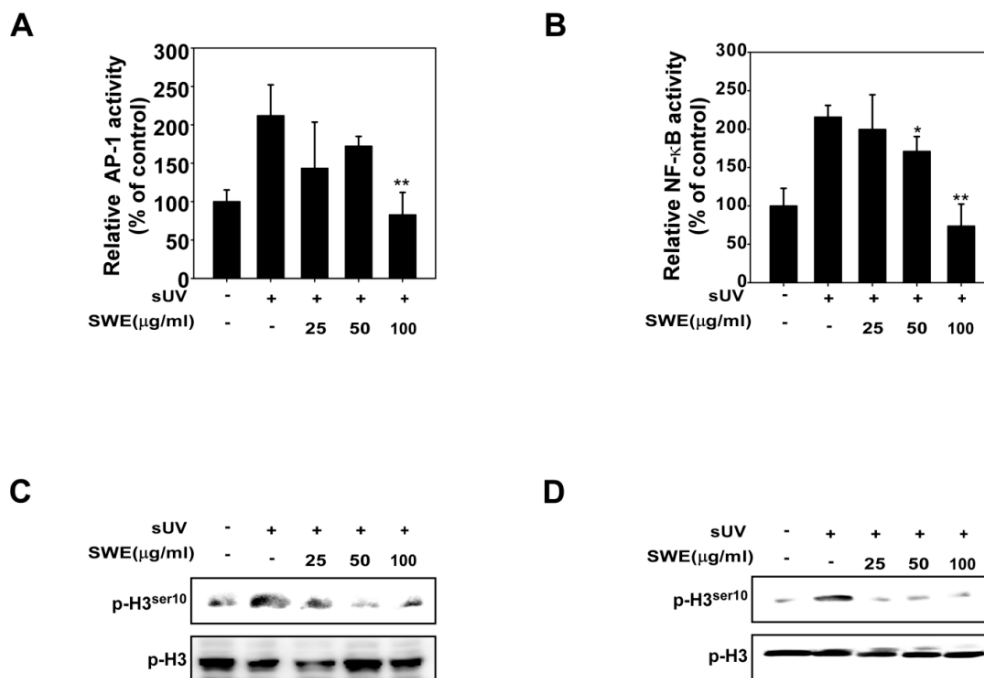 A
Relative AP-1 activity
(% of control)
300
250
200
150
100
50
0
**
sUV - + + + +
SWE(μg/ml) - - 25 50 100
B
Relative NF-κB activity
(% of control)
300
250
200
150
100
50
0
*
**
sUV - + + + +
SWE(μg/ml) - - 25 50 100
C
sUV - + + + +
SWE(μg/ml) - - 25 50 100
p-H3ser10
p-H3
D
sUV - + + + +
SWE(μg/ml) - - 25 50 100
p-H3ser10
p-H3